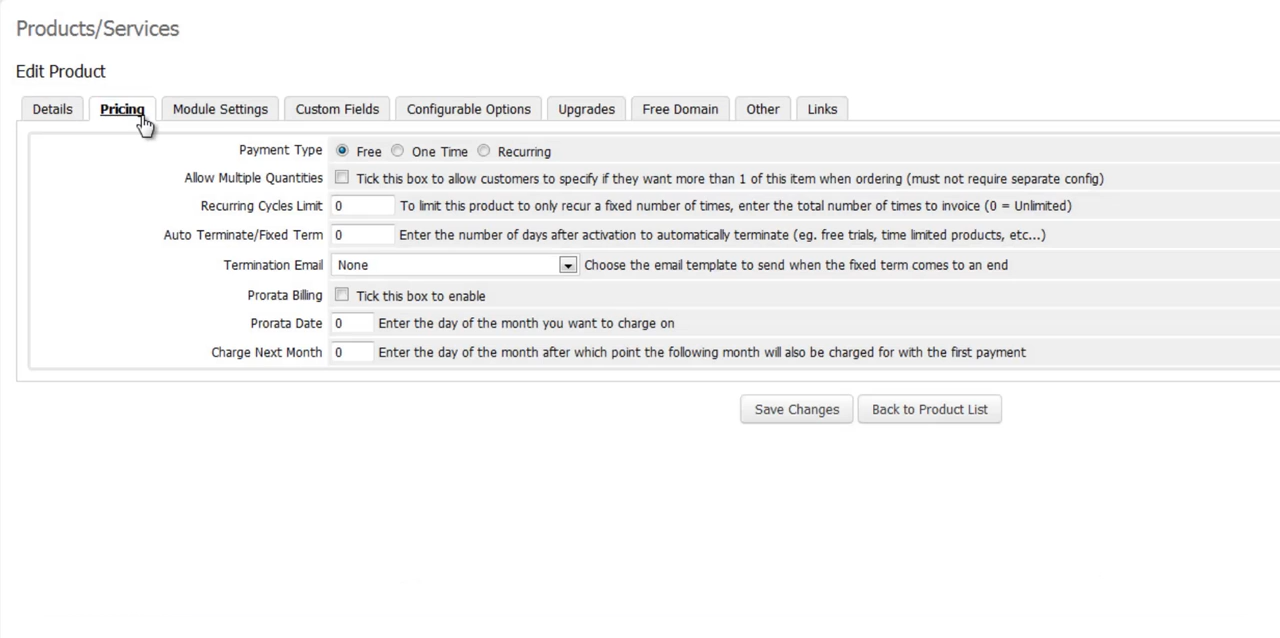 Products/Services
Edit Product
Details Pricing Module Settings Custom Fields Configurable Options Upgrades Free Domain Other Links
Payment Type Free One Time Recurring
Allow Multiple Quantities Tick this box to allow customers to specify if they want more than 1 of this item when ordering (must not require separate config)
Recurring Cycles Limit 0 To limit this product to only recur a fixed number of times, enter the total number of times to invoice (0 = Unlimited)
Auto Terminate/Fixed Term 0 Enter the number of days after activation to automatically terminate (eg. free trials, time limited products, etc...)
Termination Email None Choose the email template to send when the fixed term comes to an end
Prorata Billing Tick this box to enable
Prorata Date 0 Enter the day of the month you want to charge on
Charge Next Month 0 Enter the day of the month after which point the following month will also be charged for with the first payment
Save Changes Back to Product List